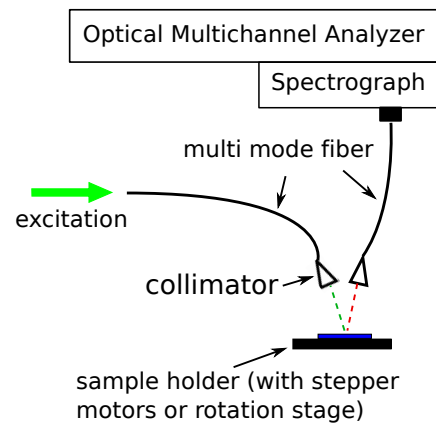 Optical Multichannel Analyzer
Spectrograph
multi mode fiber
excitation
collimator
sample holder (with stepper
motors or rotation stage)